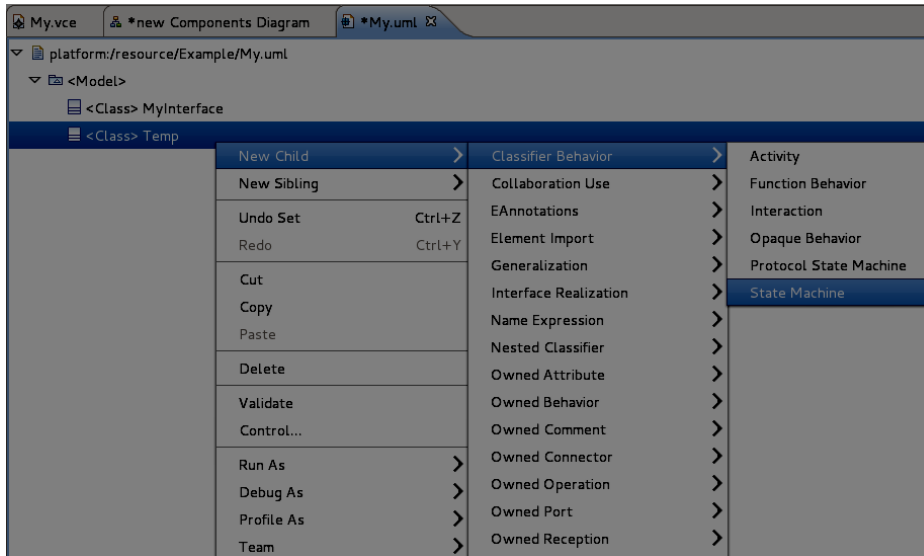 My.vce
*new Components Diagram
*My.uml
platform:/resource/Example/My.uml
<Model>
<Class> MyInterface
<Class> Temp
New Child
New Sibling
Undo Set Ctrl+Z
Redo Ctrl+Y
Cut
Copy
Paste
Delete
Validate
Control...
Run As
Debug As
Profile As
Team
Classifier Behavior
Collaboration Use
EAnnotations
Element Import
Generalization
Interface Realization
Name Expression
Nested Classifier
Owned Attribute
Owned Behavior
Owned Comment
Owned Connector
Owned Operation
Owned Port
Owned Reception
Activity
Function Behavior
Interaction
Opaque Behavior
Protocol State Machine
State Machine